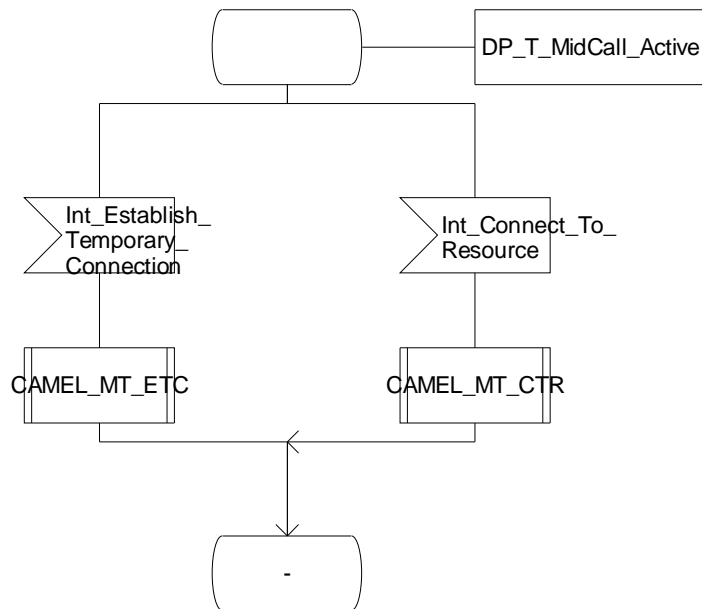 DP_T_MidCall_Active
Int_Establish_
Temporary_
Connection
Int_Connect_To_
Resource
CAMEL_MT_ETC
CAMEL_MT_CTR
-